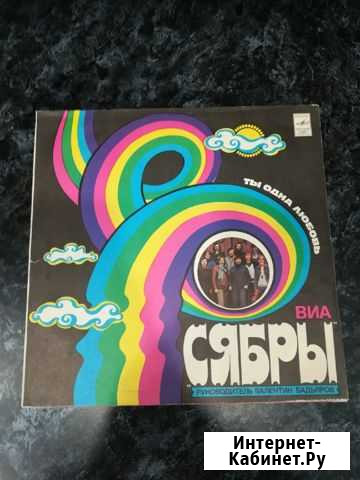 ТЫ ОДНА ЛЮБОВЬ
ВИА
"СЯБРЫ"
РУКОВОДИТЕЛЬ ВАЛЕНТИН БАДЬЯРОВ
Интернет-
Кабинет.Ру